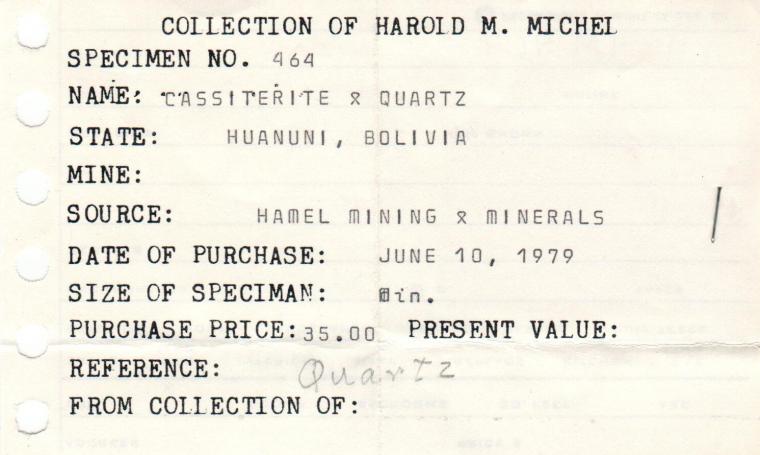 COLLECTION OF HAROLD M. MICHEL
SPECIMEN NO. 464
NAME: CASSITERITE & QUARTZ
STATE: HUANUNI, BOLIVIA
MINE:
SOURCE: HAMEL MINING & MINERALS
DATE OF PURCHASE: JUNE 10, 1979
SIZE OF SPECIMAN: in.
PURCHASE PRICE: 35.00 PRESENT VALUE:
REFERENCE: Quartz
FROM COLLECTION OF: